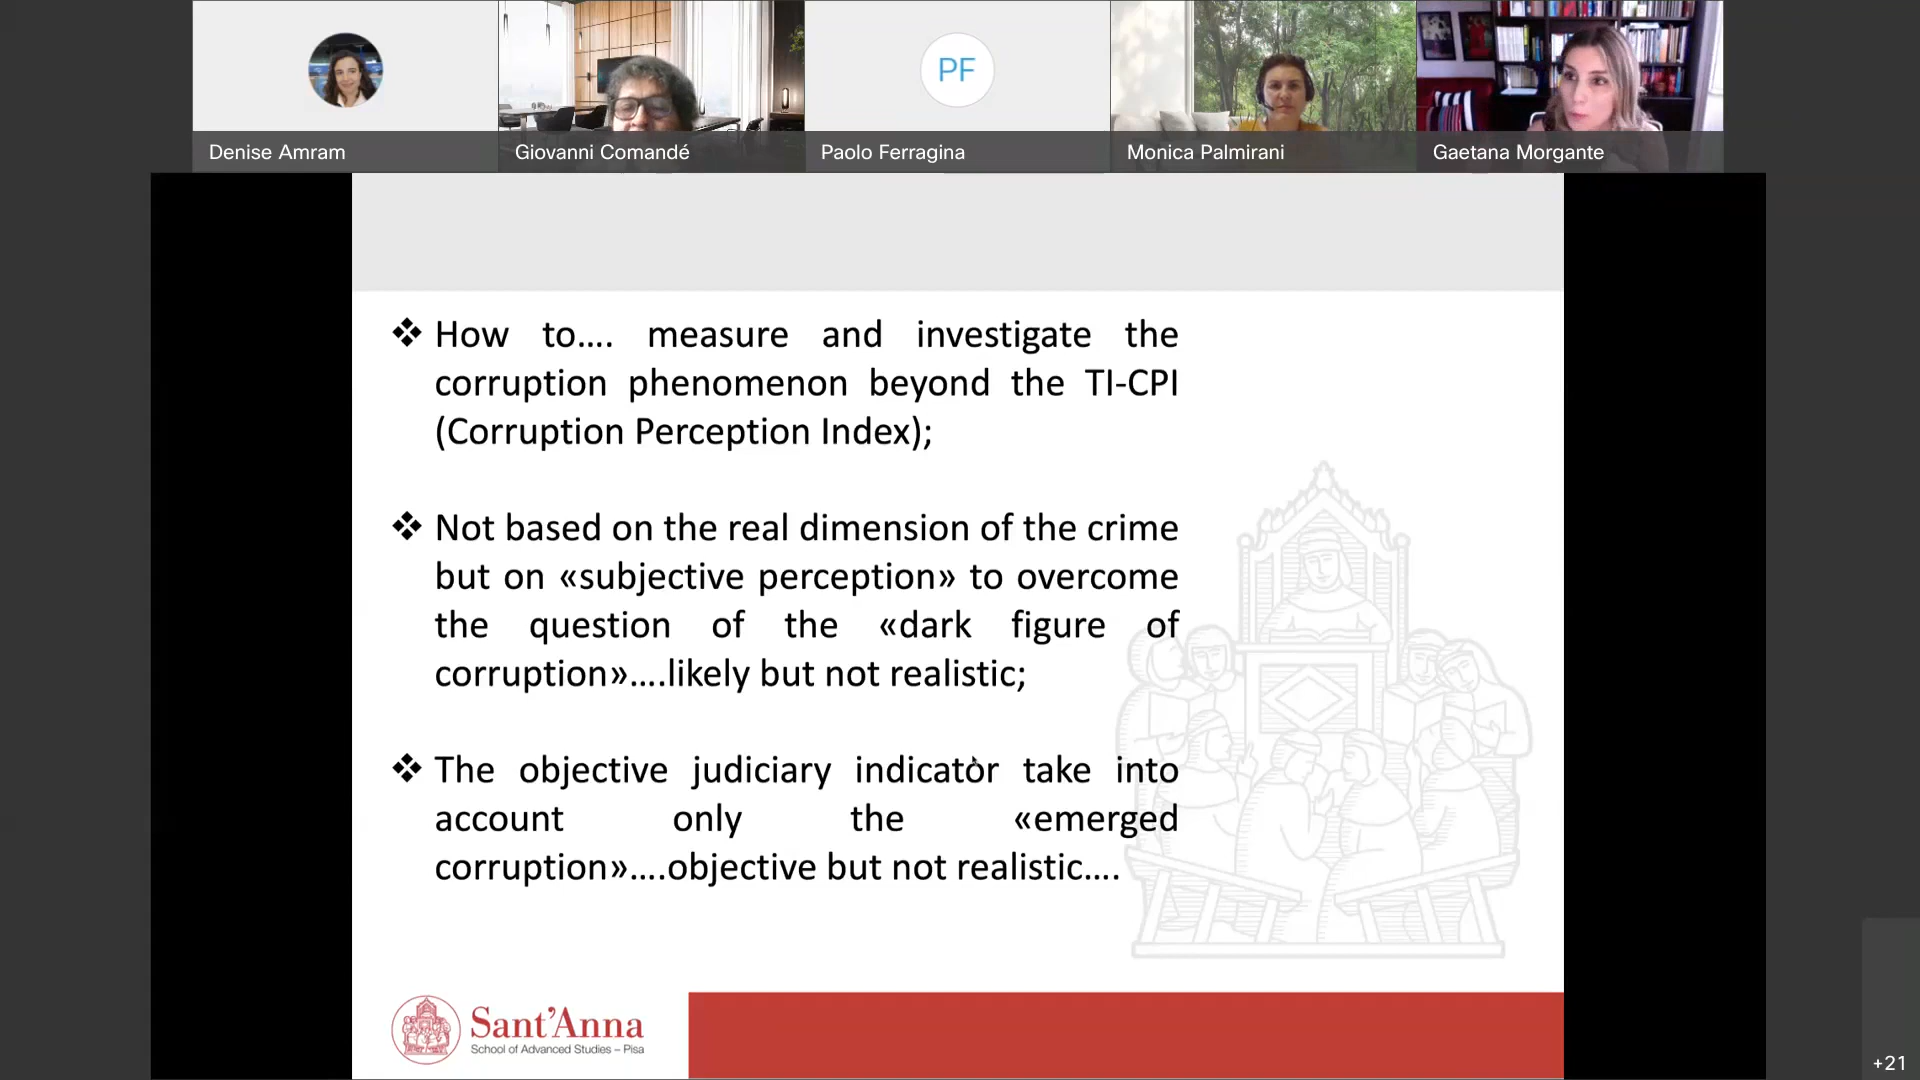 PF
Denise Amram
Giovanni Comandé
Paolo Ferragina
Monica Palmirani
Gaetana Morgante
❖ How to.... measure and investigate the
corruption phenomenon beyond the TI-CPI
(Corruption Perception Index);
❖ Not based on the real dimension of the crime
but on «subjective perception» to overcome
the question of the «dark figure of
corruption»....likely but not realistic;
❖ The objective judiciary indicator take into
account only the «emerged
corruption»....objective but not realistic....
Sant'Anna
School of Advanced Studies – Pisa
+21